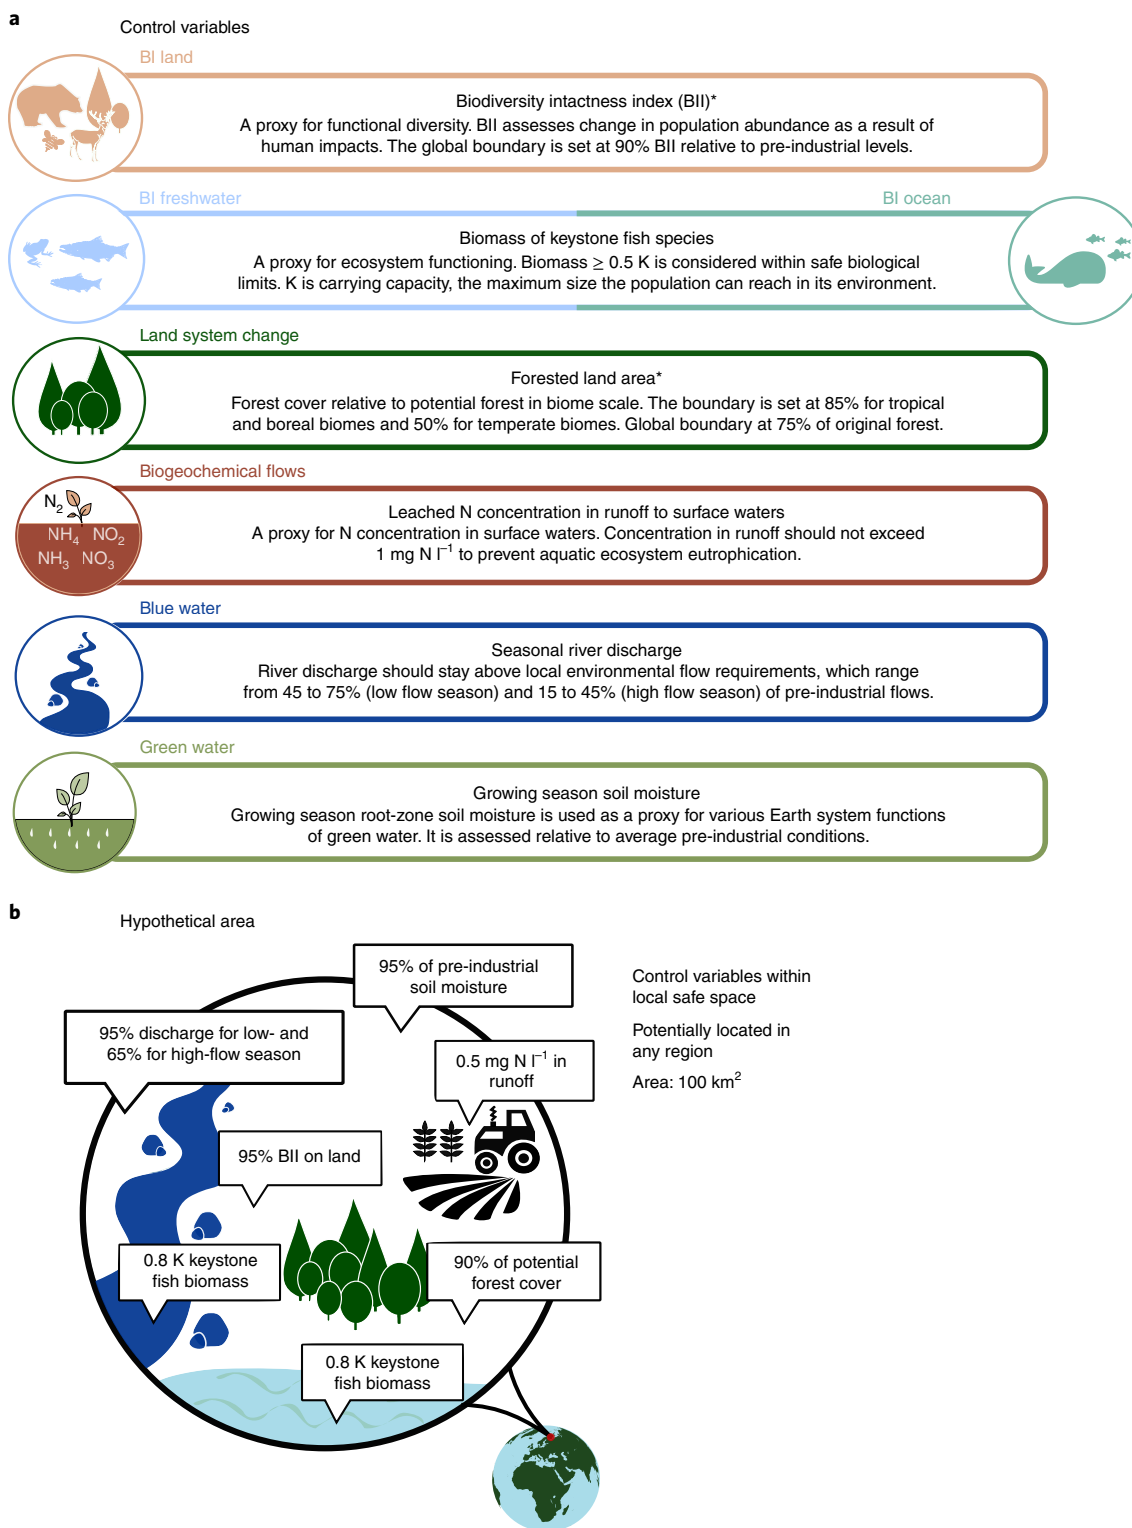 a
Control variables
BI land
Biodiversity intactness index (BII)*
A proxy for functional diversity. BII assesses change in population abundance as a result of
human impacts. The global boundary is set at 90% BII relative to pre-industrial levels.
BI freshwater
BI ocean
Biomass of keystone fish species
A proxy for ecosystem functioning. Biomass ≥ 0.5 K is considered within safe biological
limits. K is carrying capacity, the maximum size the population can reach in its environment.
Land system change
Forested land area*
Forest cover relative to potential forest in biome scale. The boundary is set at 85% for tropical
and boreal biomes and 50% for temperate biomes. Global boundary at 75% of original forest.
Biogeochemical flows
N₂
NH₄ NO₂
NH₃ NO₃
Leached N concentration in runoff to surface waters
A proxy for N concentration in surface waters. Concentration in runoff should not exceed
1 mg N l⁻¹ to prevent aquatic ecosystem eutrophication.
Blue water
Seasonal river discharge
River discharge should stay above local environmental flow requirements, which range
from 45 to 75% (low flow season) and 15 to 45% (high flow season) of pre-industrial flows.
Green water
Growing season soil moisture
Growing season root-zone soil moisture is used as a proxy for various Earth system functions
of green water. It is assessed relative to average pre-industrial conditions.
b
Hypothetical area
95% of pre-industrial
soil moisture
Control variables within
local safe space
Potentially located in
any region
Area: 100 km²
95% discharge for low- and
65% for high-flow season
0.5 mg N l⁻¹ in
runoff
95% BII on land
0.8 K keystone
fish biomass
90% of potential
forest cover
0.8 K keystone
fish biomass